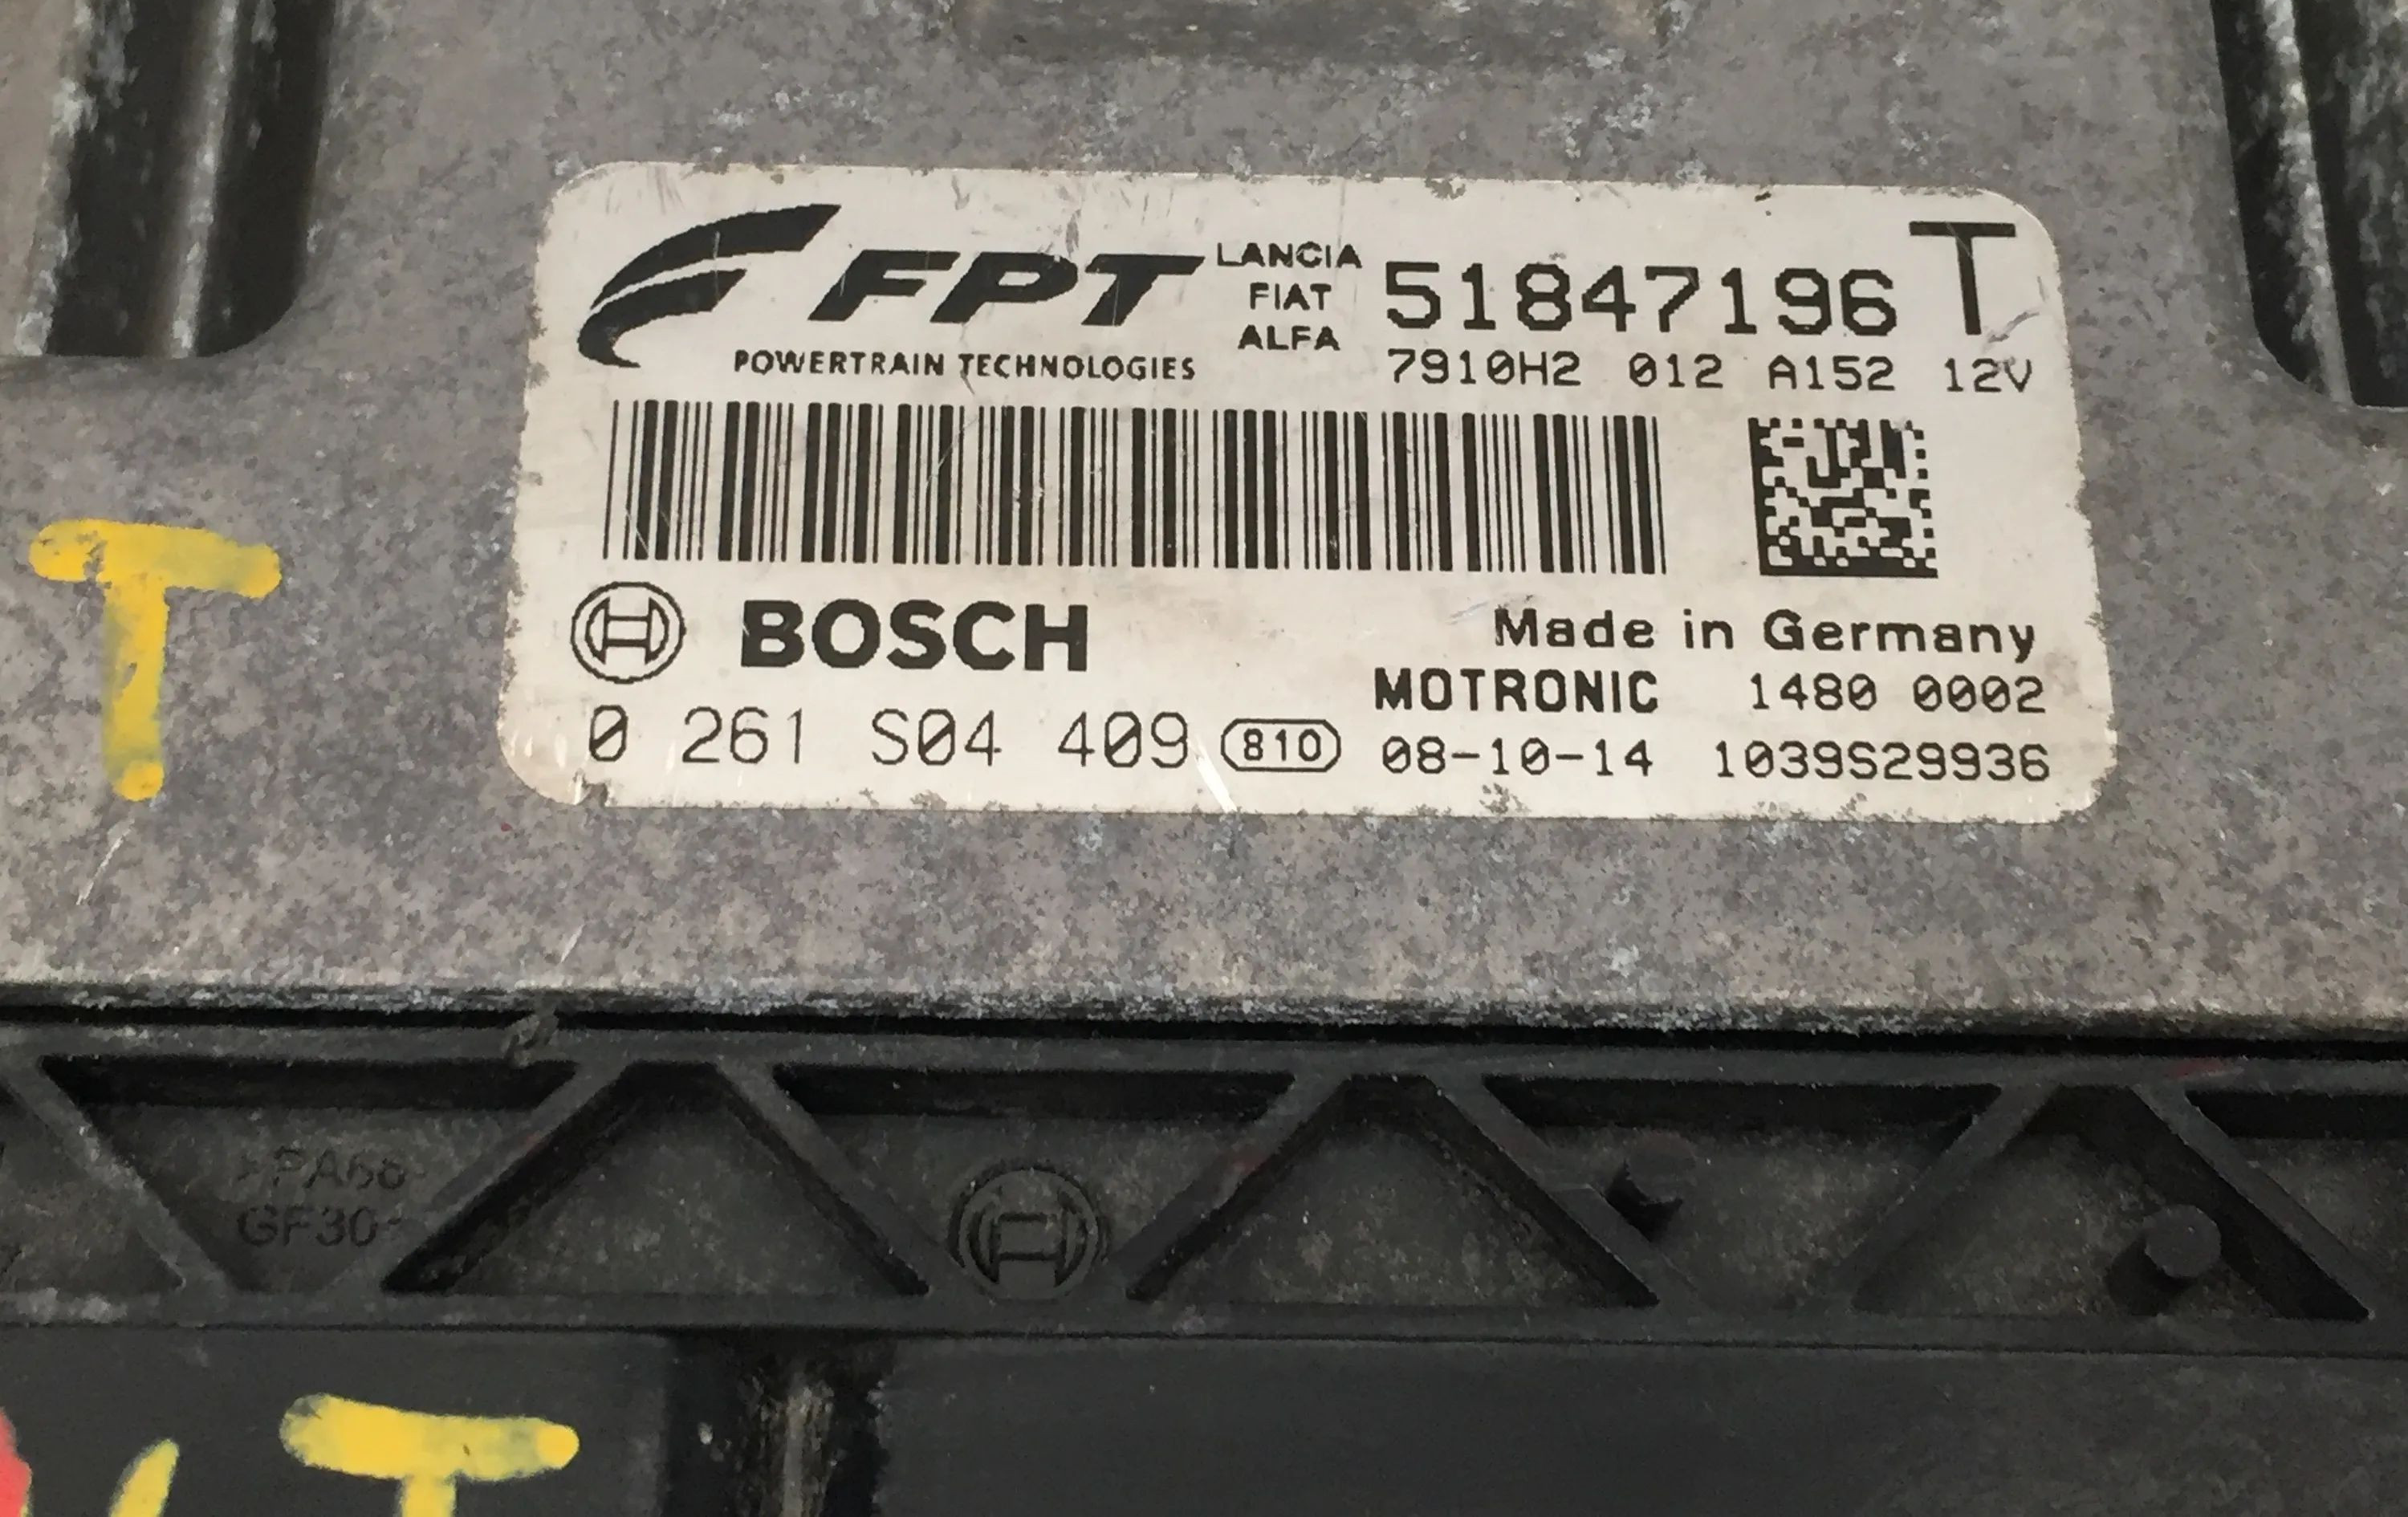 FPT
POWERTRAIN TECHNOLOGIES
LANCIA
FIAT
ALFA
51847196 T
7910H2 012 A152 12V
BOSCH
Made in Germany
MOTRONIC 1480 0002
0 261 S04 409 810 08-10-14 1039S29936
T
>PA66-
GF30<
T